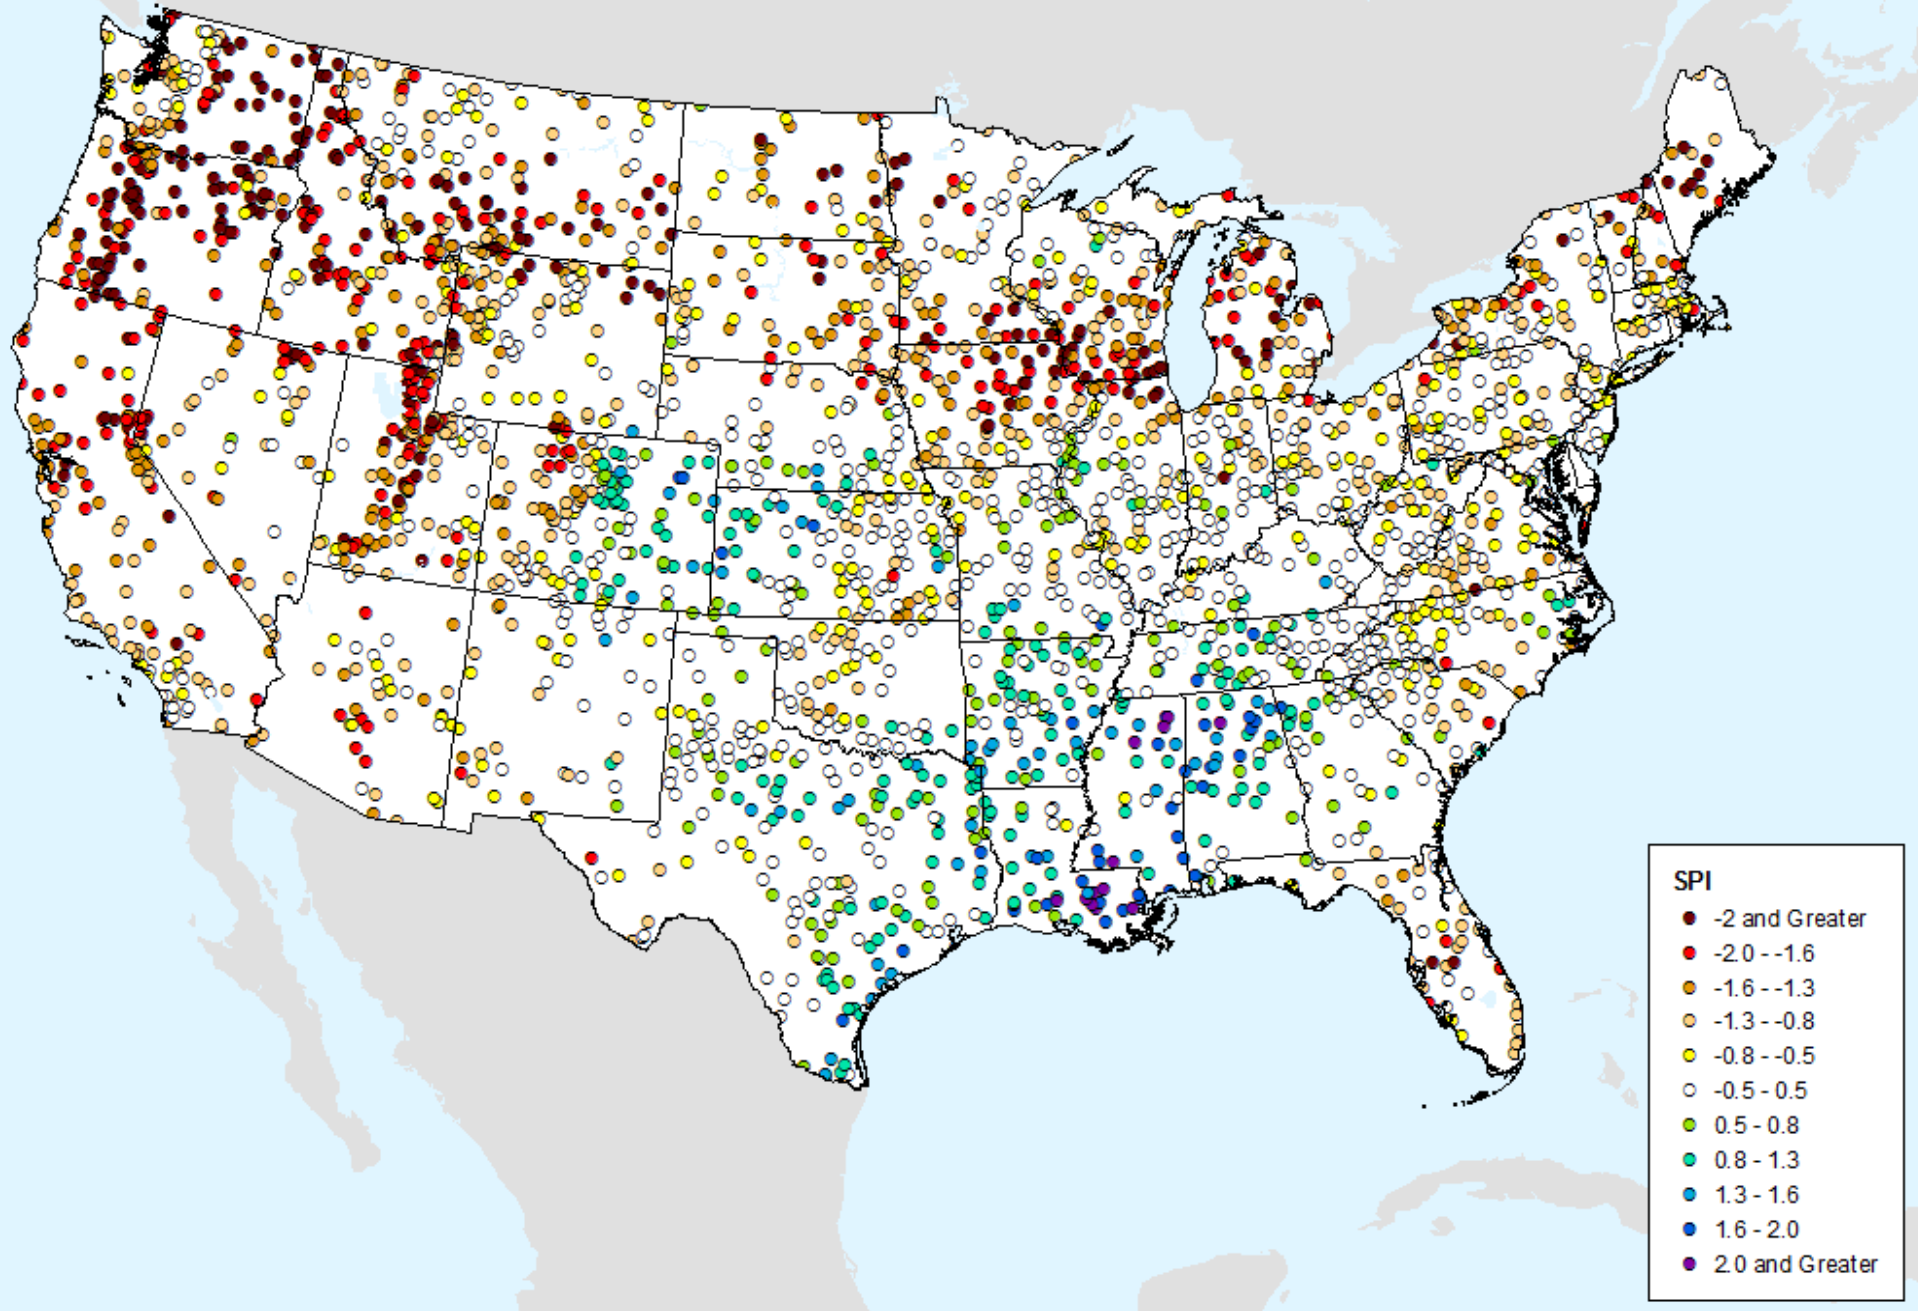 SPI
-2 and Greater
-2.0 - -1.6
-1.6 - -1.3
-1.3 - -0.8
-0.8 - -0.5
-0.5 - 0.5
0.5 - 0.8
0.8 - 1.3
1.3 - 1.6
1.6 - 2.0
2.0 and Greater